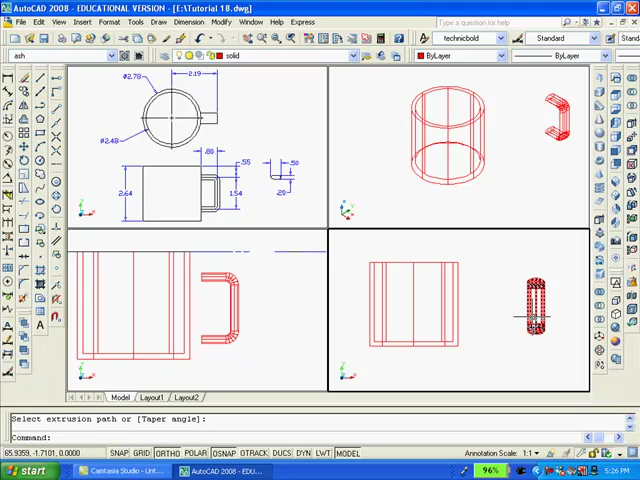 AutoCAD 2008 - EDUCATIONAL VERSION - [E:\Tutorial 18.dwg]
File Edit View Insert Format Tools Draw Dimension Modify Window Help Express
Type a question for help
technicbold
Standard
Standa
ash
solid
ByLayer
ByLayer
Ø2.78
2.19
Ø2.48
.80
.55
.50
2.64
1.54
.20
Model Layout1 Layout2
Select extrusion path or [Taper angle]:
Command:
65.9359, -1.7101, 0.0000
SNAP GRID ORTHO POLAR OSNAP OTRACK DUCS DYN LWT MODEL
Annotation Scale: 1:1
start
Camtasia Studio - Unt...
AutoCAD 2008 - EDU...
96%
5:26 PM